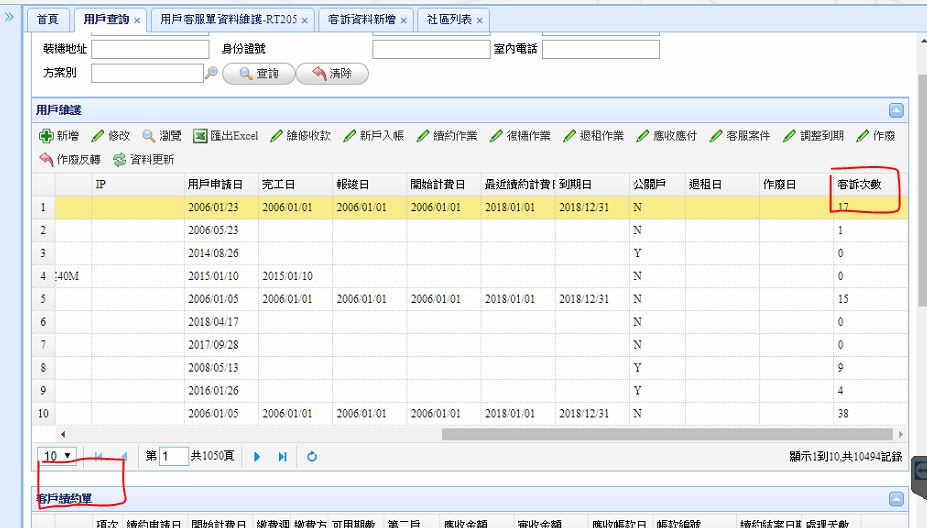 首頁 用戶查詢 用戶客服單資料維護-RT205 客訴資料新增 社區列表
裝機地址 身份證號 室內電話
方案別 查詢 清除
用戶維護
新增 修改 瀏覽 匯出Excel 維修收款 新戶入帳 續約作業 復機作業 退租作業 應收應付 客服案件 調整到期 作廢
作廢反轉 資料更新
IP 用戶申請日 完工日 報竣日 開始計費日 最近續約計費 到期日 公關戶 退租日 作廢日 客訴次數
1 2006/01/23 2006/01/01 2006/01/01 2006/01/01 2018/01/01 2018/12/31 N 17
2 2006/05/23 N 1
3 2014/08/26 Y 0
4 40M 2015/01/10 2015/01/10 N 0
5 2006/01/05 2006/01/01 2006/01/01 2006/01/01 2018/01/01 2018/12/31 N 15
6 2018/04/17 N 0
7 2017/09/28 N 0
8 2008/05/13 Y 9
9 2016/01/26 Y 4
10 2006/01/05 2006/01/01 2006/01/01 2006/01/01 2018/01/01 2018/12/31 N 38
10 第 1 共1050頁 顯示1到10,共10494記錄
客戶續約單
項次 續約申請日 開始計費日 繳費週 繳費方 可用期數 第二戶 應收金額 實收金額 應收帳款日 帳款編號 續約結案日期 處理天數